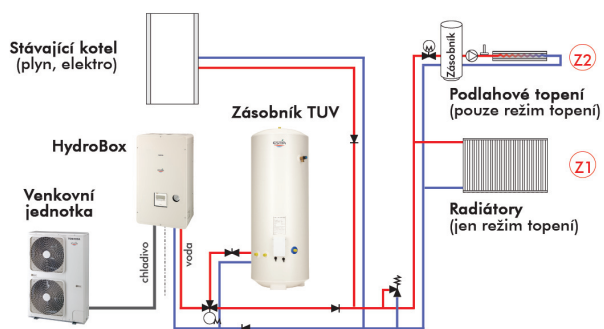 Stávající kotel
(plyn, elektro)
HydroBox
Venkovní
jednotka
chladivo
voda
Zásobník TUV
M
M
Zásobník
Z2
Podlahové topení
(pouze režim topení)
Z1
Radiátory
(jen režim topení)